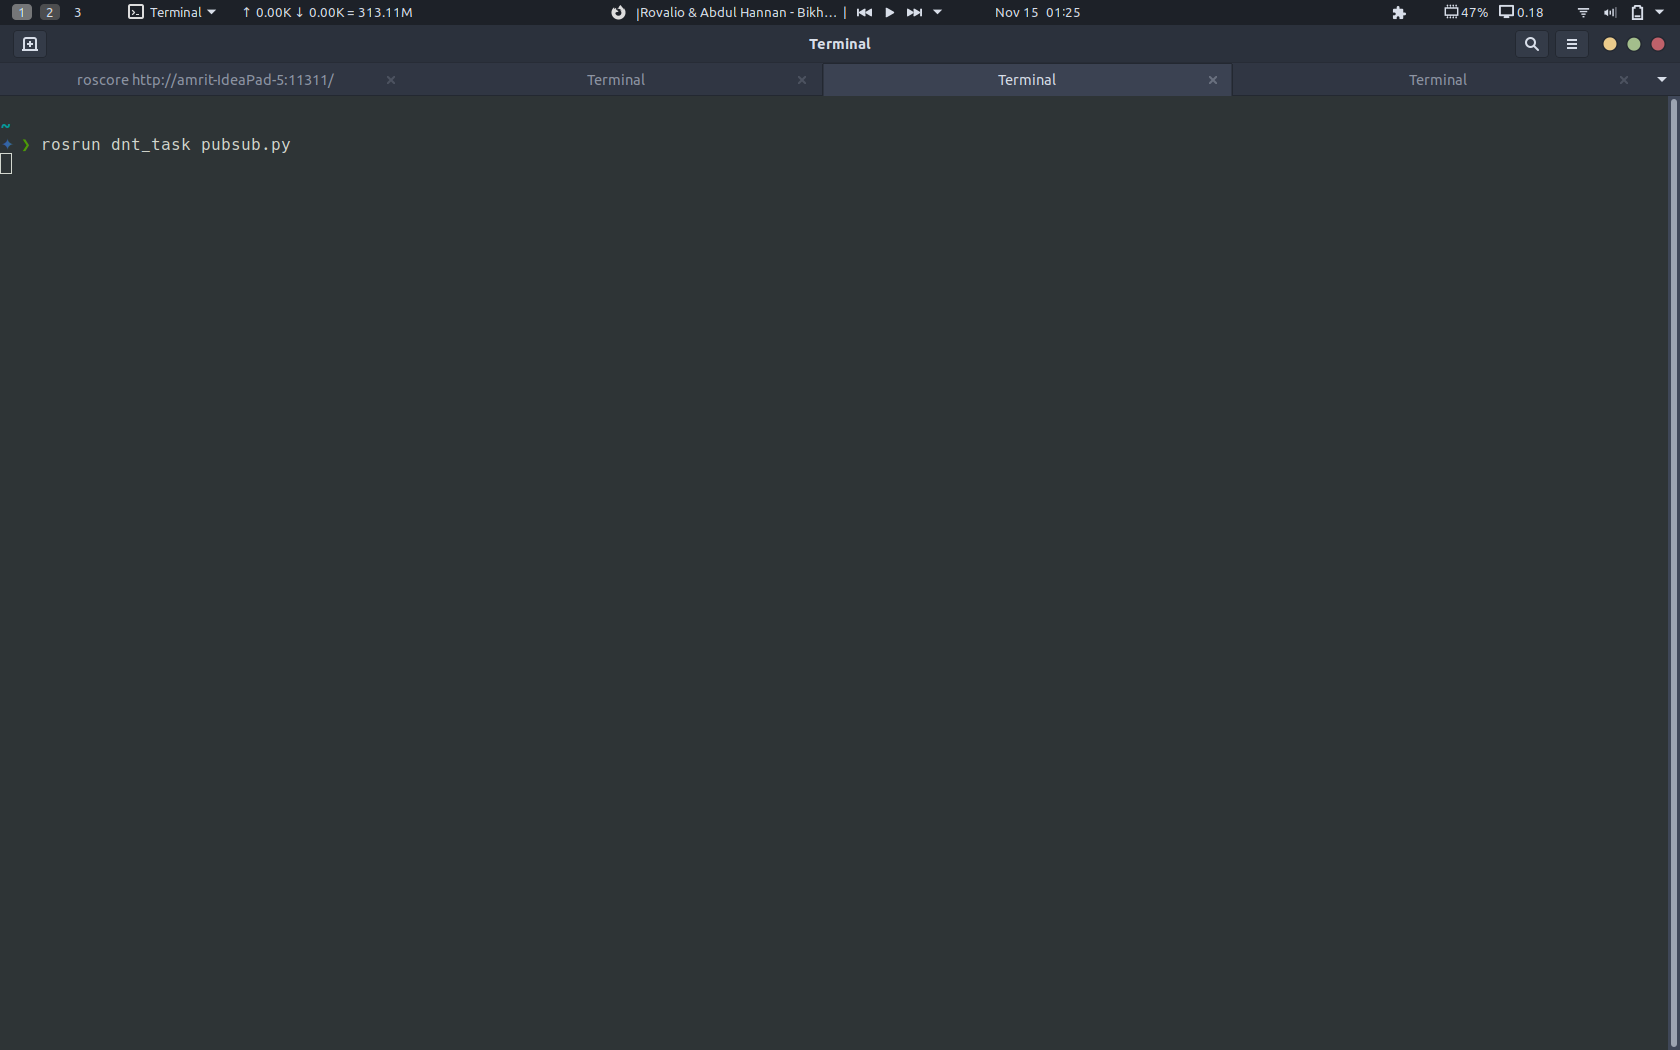 1 2 3 Terminal ↑ 0.00K ↓ 0.00K = 313.11M |Rovalio & Abdul Hannan - Bikh... | Nov 15 01:25 47% 0.18
Terminal
roscore http://amrit-IdeaPad-5:11311/ Terminal Terminal Terminal
~
❯ rosrun dnt_task pubsub.py